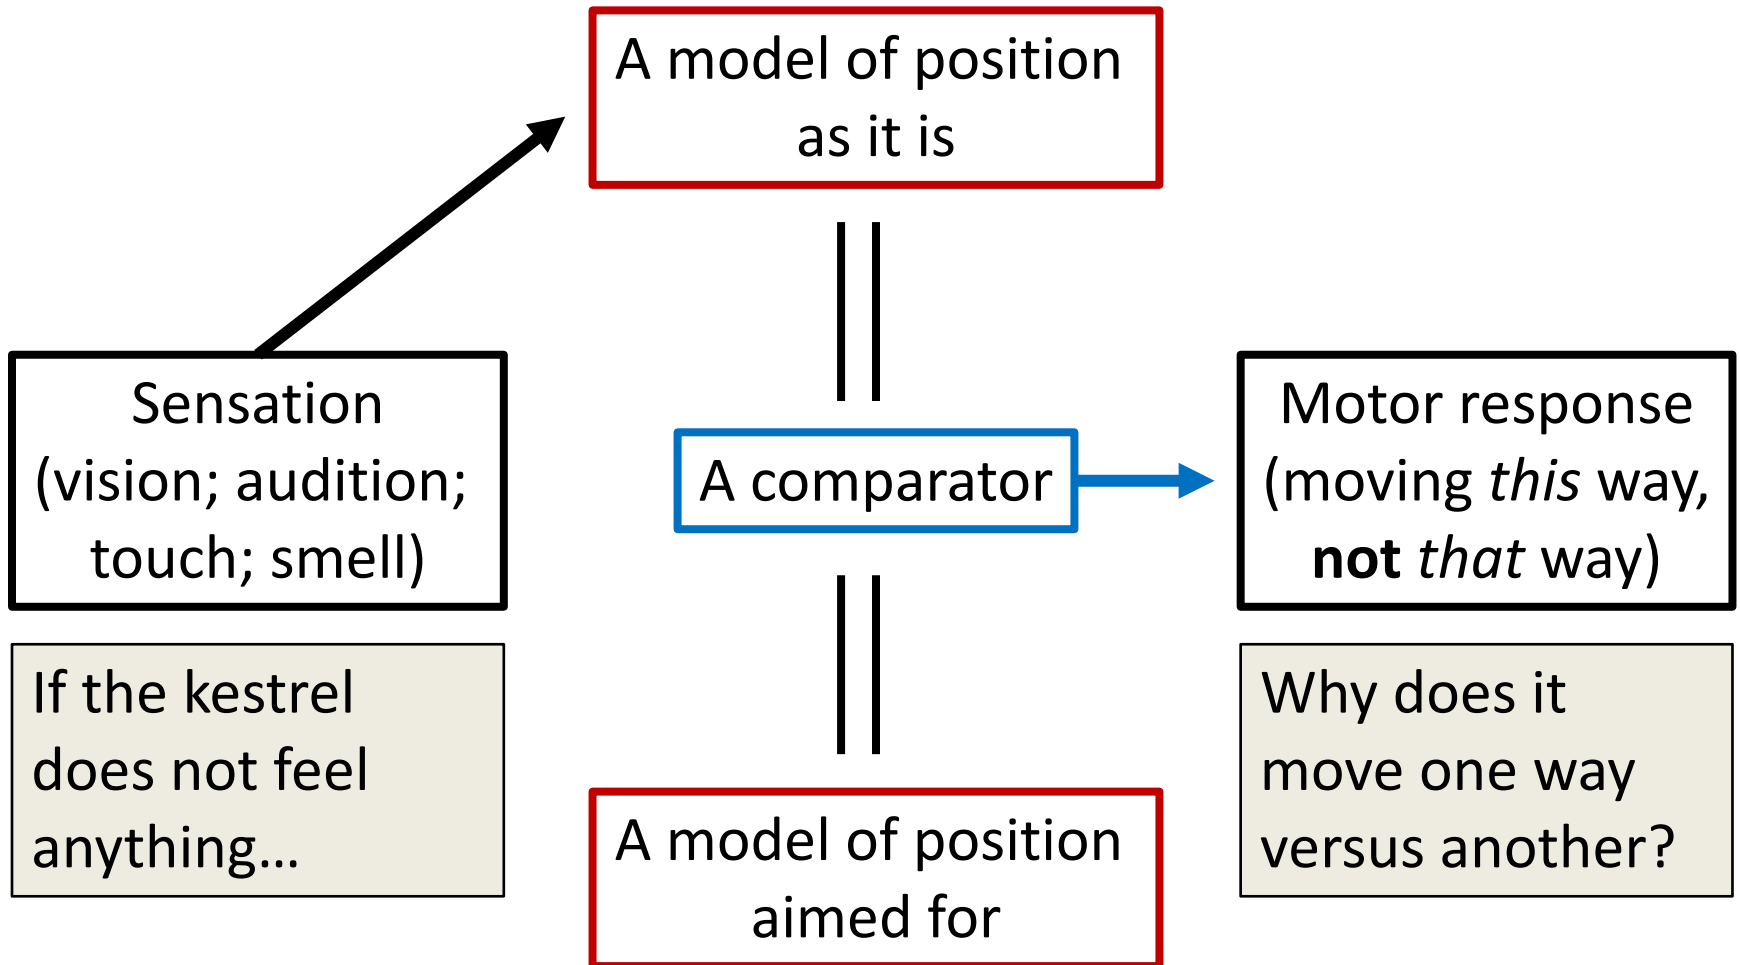 A model of position
as it is
Sensation
(vision; audition;
touch; smell)
A comparator
Motor response
(moving this way,
not that way)
If the kestrel
does not feel
anything…
Why does it
move one way
versus another?
A model of position
aimed for